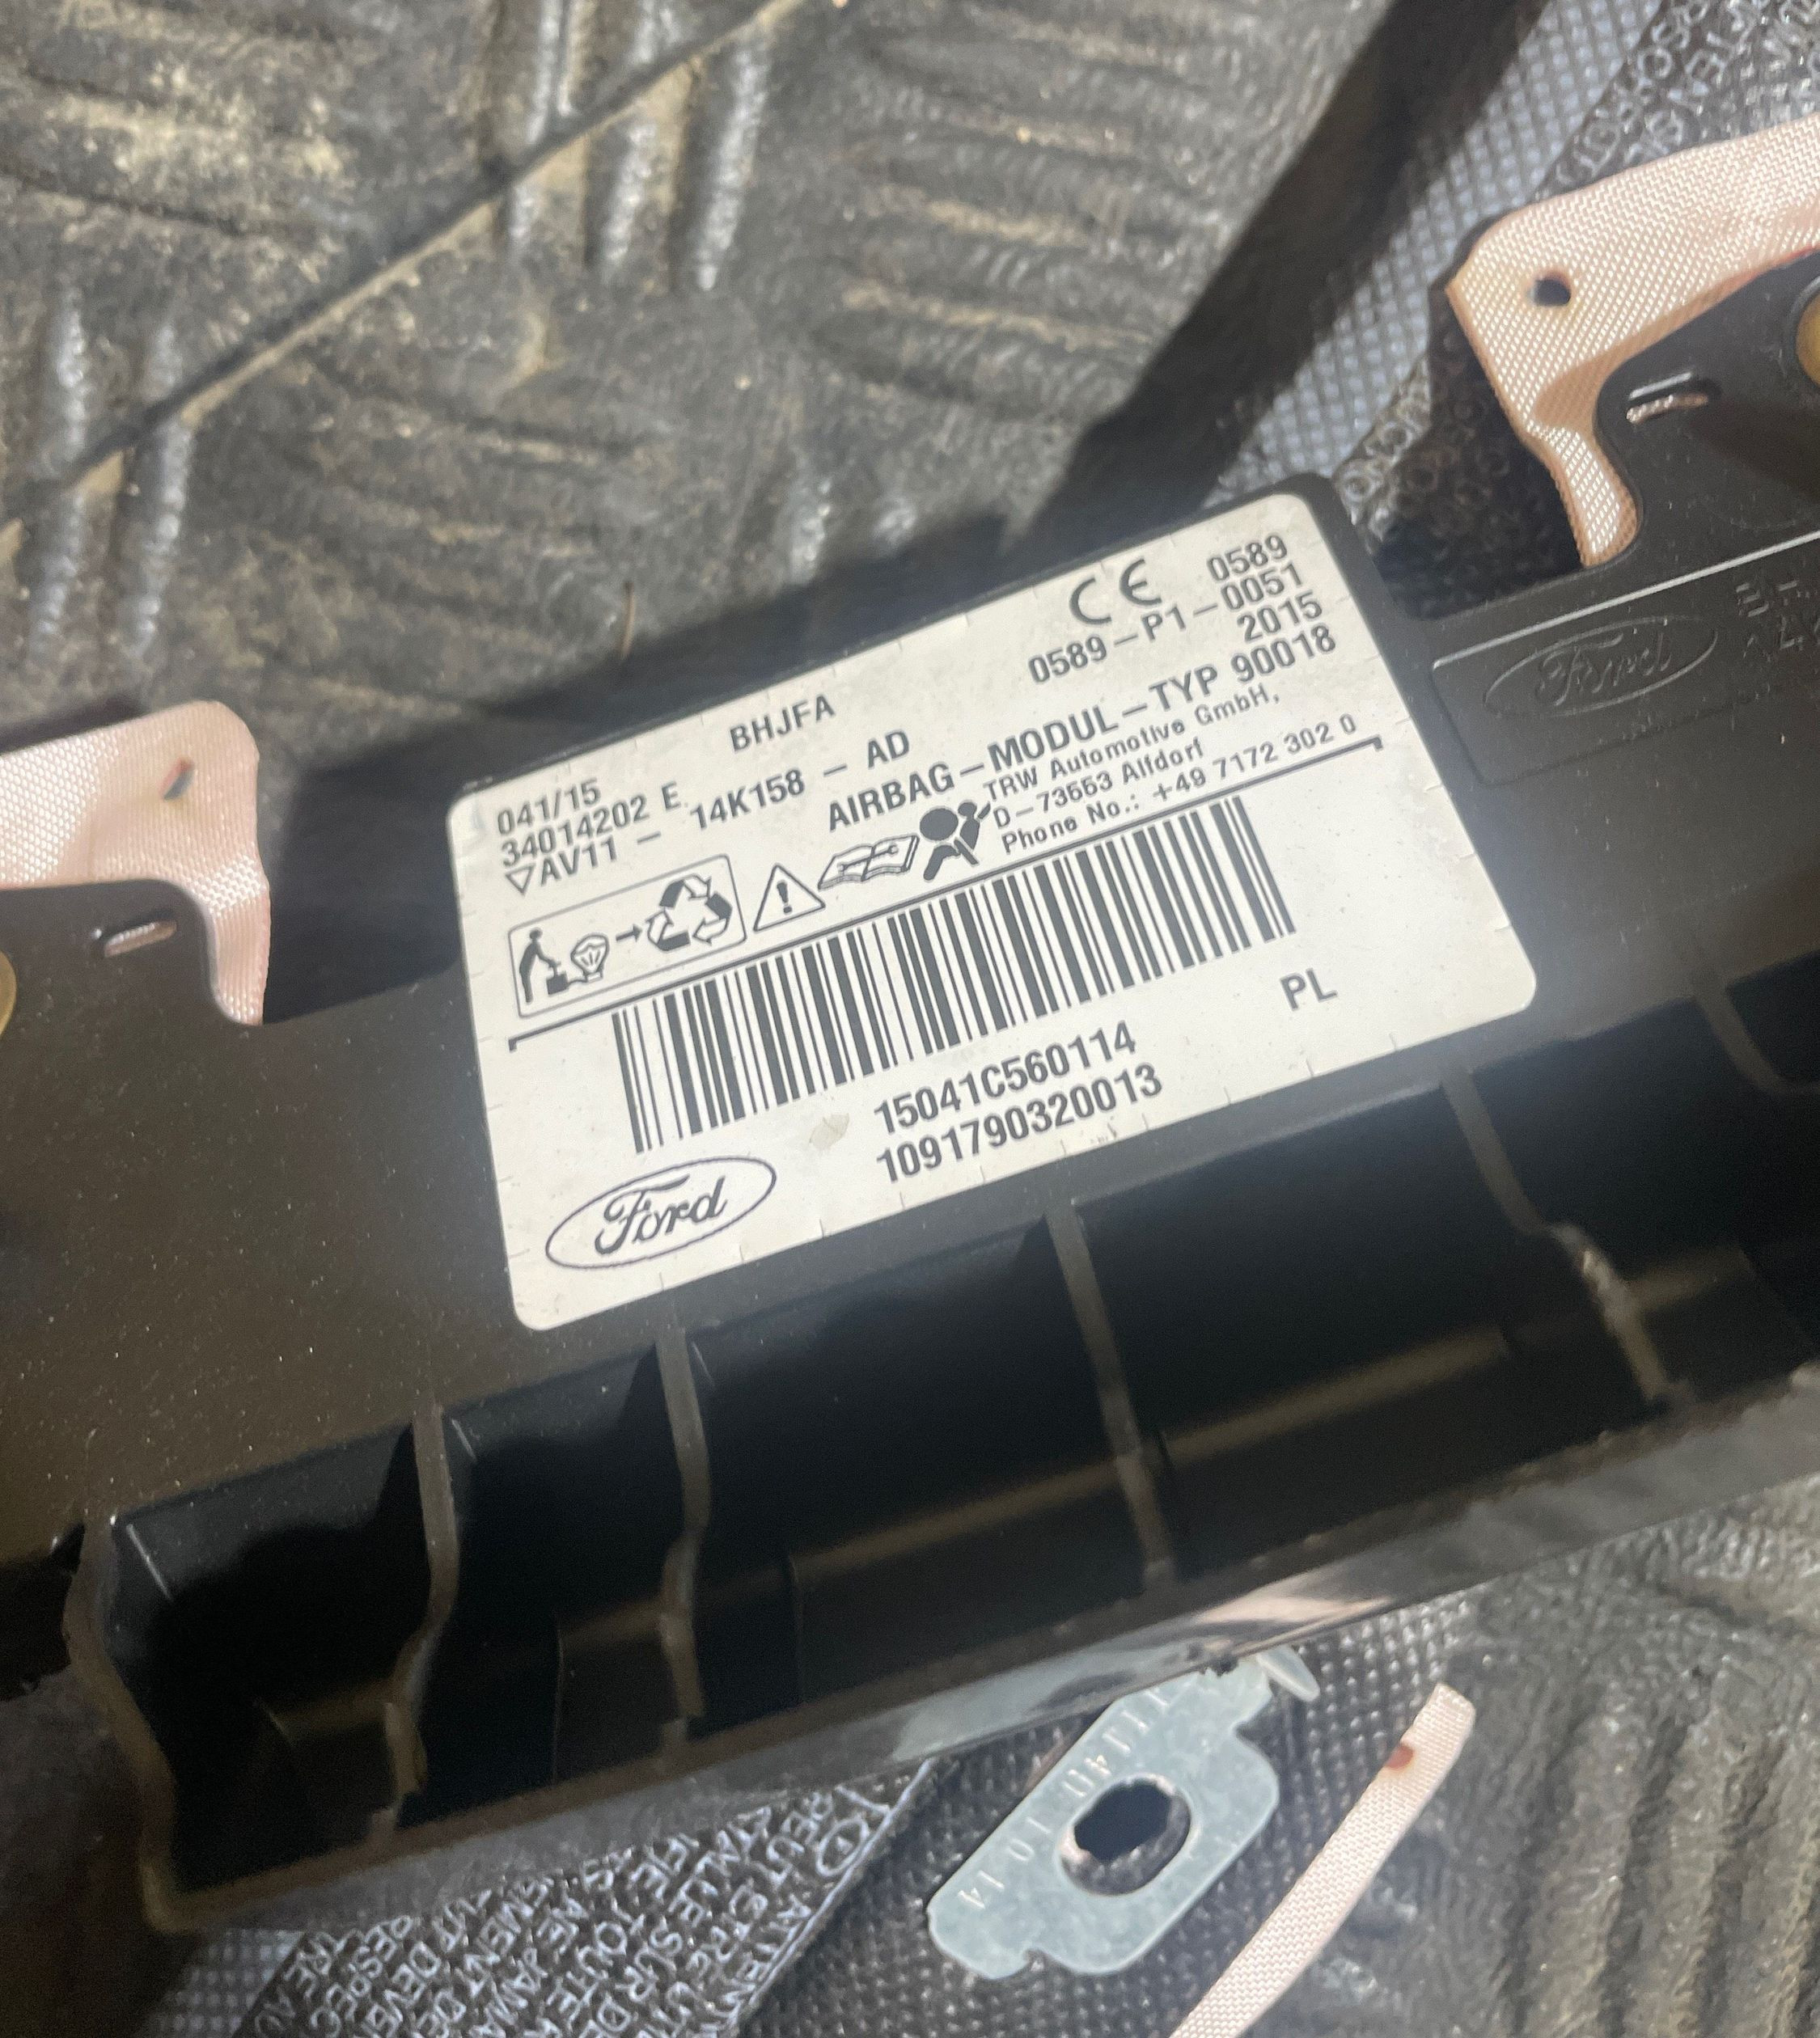 BHJFA
CE 0589
0589-P1-0051
2015
041/15
34014202 E
▽AV11 - 14K158 - AD
AIRBAG-MODUL-TYP 90018
TRW Automotive GmbH,
D-73553 Alfdorf
Phone No.: +49 7172 302 0
PL
15041C560114
1091790320013
Ford
Ford